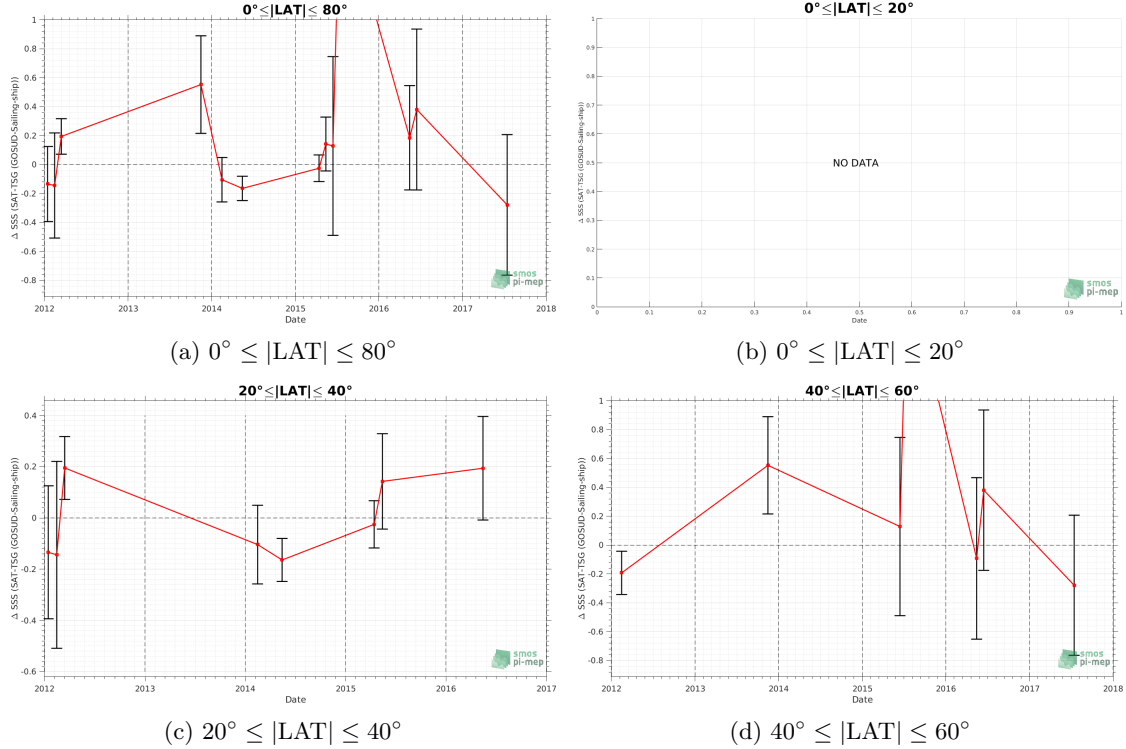 0°≤|LAT|≤ 80°
1
0.8
0.6
0.4
0.2
0
-0.2
-0.4
-0.6
-0.8
Δ SSS (SAT-TSG (GOSUD-Sailing-ship))
2012 2013 2014 2015 2016 2017 2018
Date
smos
pi-mep
(a) 0° ≤ |LAT| ≤ 80°
0°≤|LAT|≤ 20°
1
0.9
0.8
0.7
0.6
0.5
0.4
0.3
0.2
0.1
0
Δ SSS (SAT-TSG (GOSUD-Sailing-ship))
NO DATA
0 0.1 0.2 0.3 0.4 0.5 0.6 0.7 0.8 0.9 1
Date
smos
pi-mep
(b) 0° ≤ |LAT| ≤ 20°
20°≤|LAT|≤ 40°
0.4
0.2
0
-0.2
-0.4
-0.6
Δ SSS (SAT-TSG (GOSUD-Sailing-ship))
2012 2013 2014 2015 2016 2017
Date
smos
pi-mep
(c) 20° ≤ |LAT| ≤ 40°
40°≤|LAT|≤ 60°
1
0.8
0.6
0.4
0.2
0
-0.2
-0.4
-0.6
-0.8
Δ SSS (SAT-TSG (GOSUD-Sailing-ship))
2012 2013 2014 2015 2016 2017 2018
Date
smos
pi-mep
(d) 40° ≤ |LAT| ≤ 60°